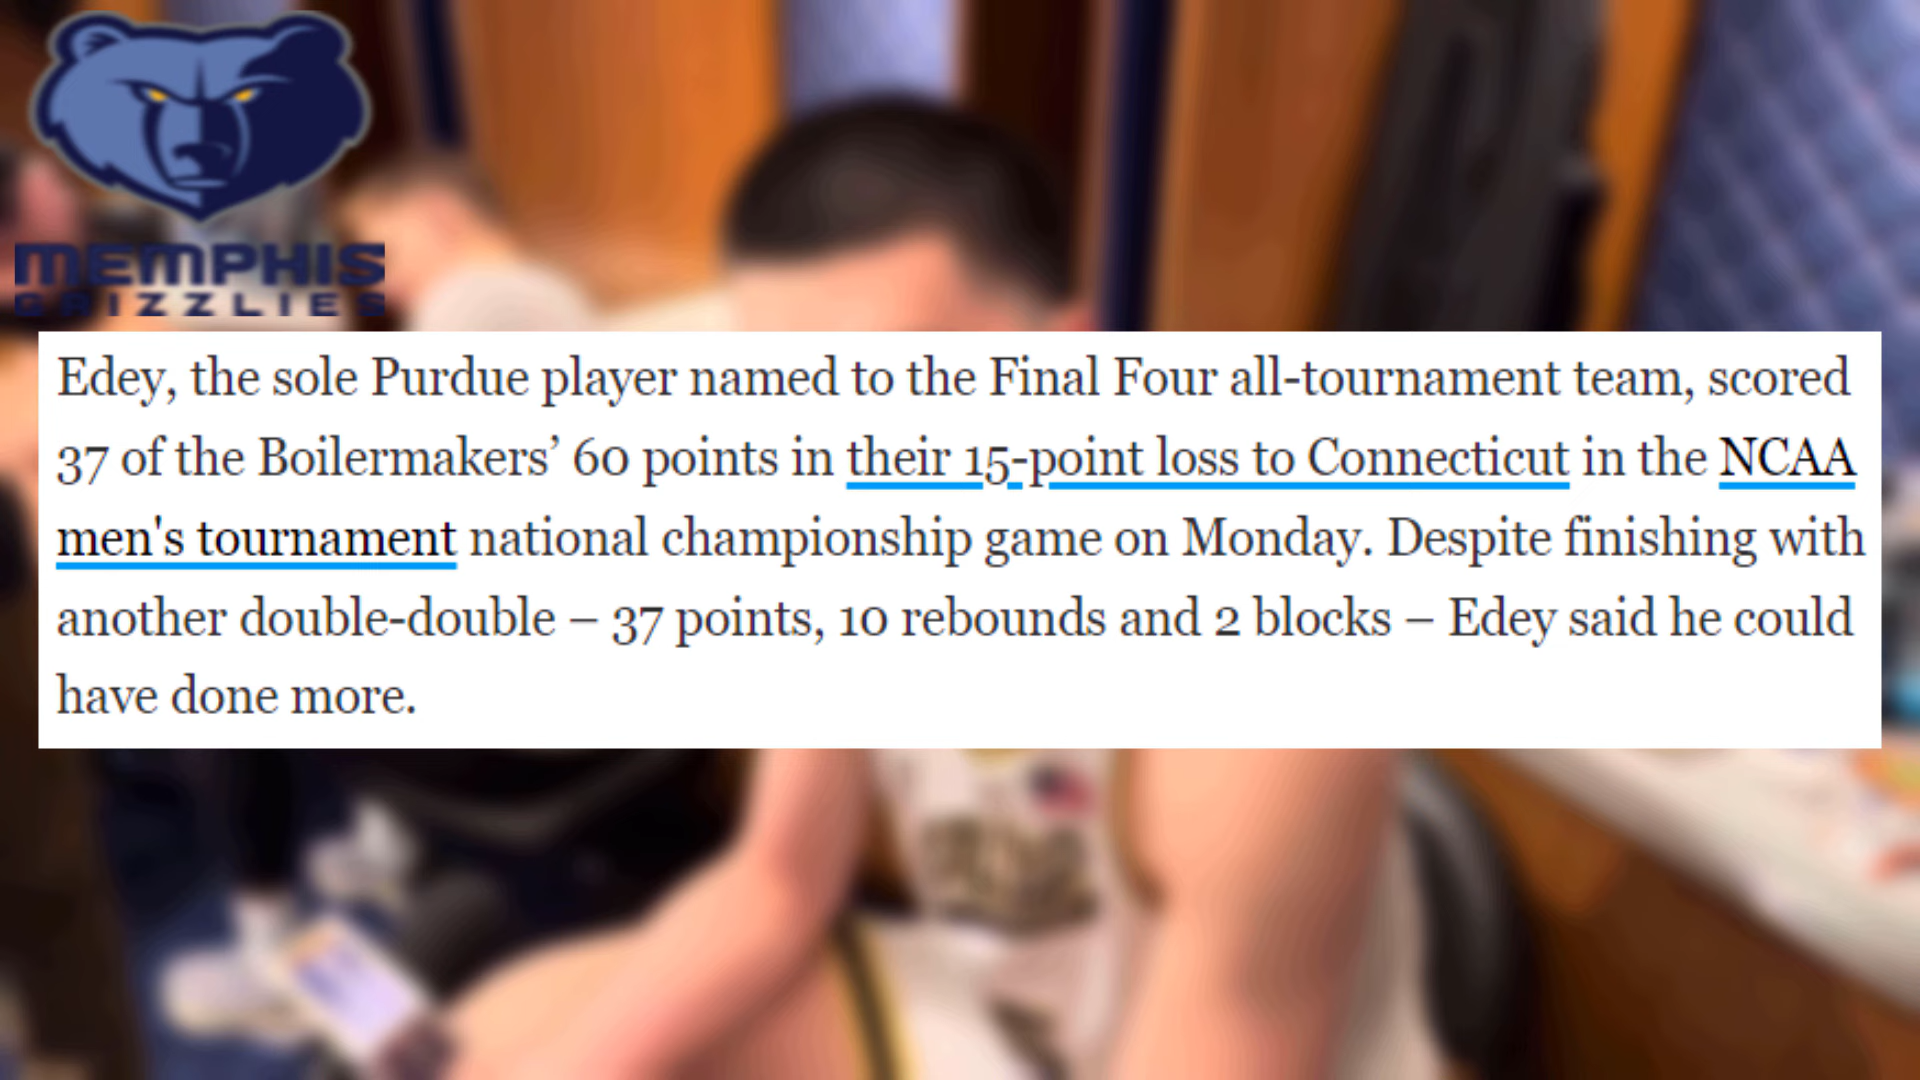 MEMPHIS
GRIZZLIES
Edey, the sole Purdue player named to the Final Four all-tournament team, scored
37 of the Boilermakers’ 60 points in their 15-point loss to Connecticut in the NCAA
men's tournament national championship game on Monday. Despite finishing with
another double-double – 37 points, 10 rebounds and 2 blocks – Edey said he could
have done more.